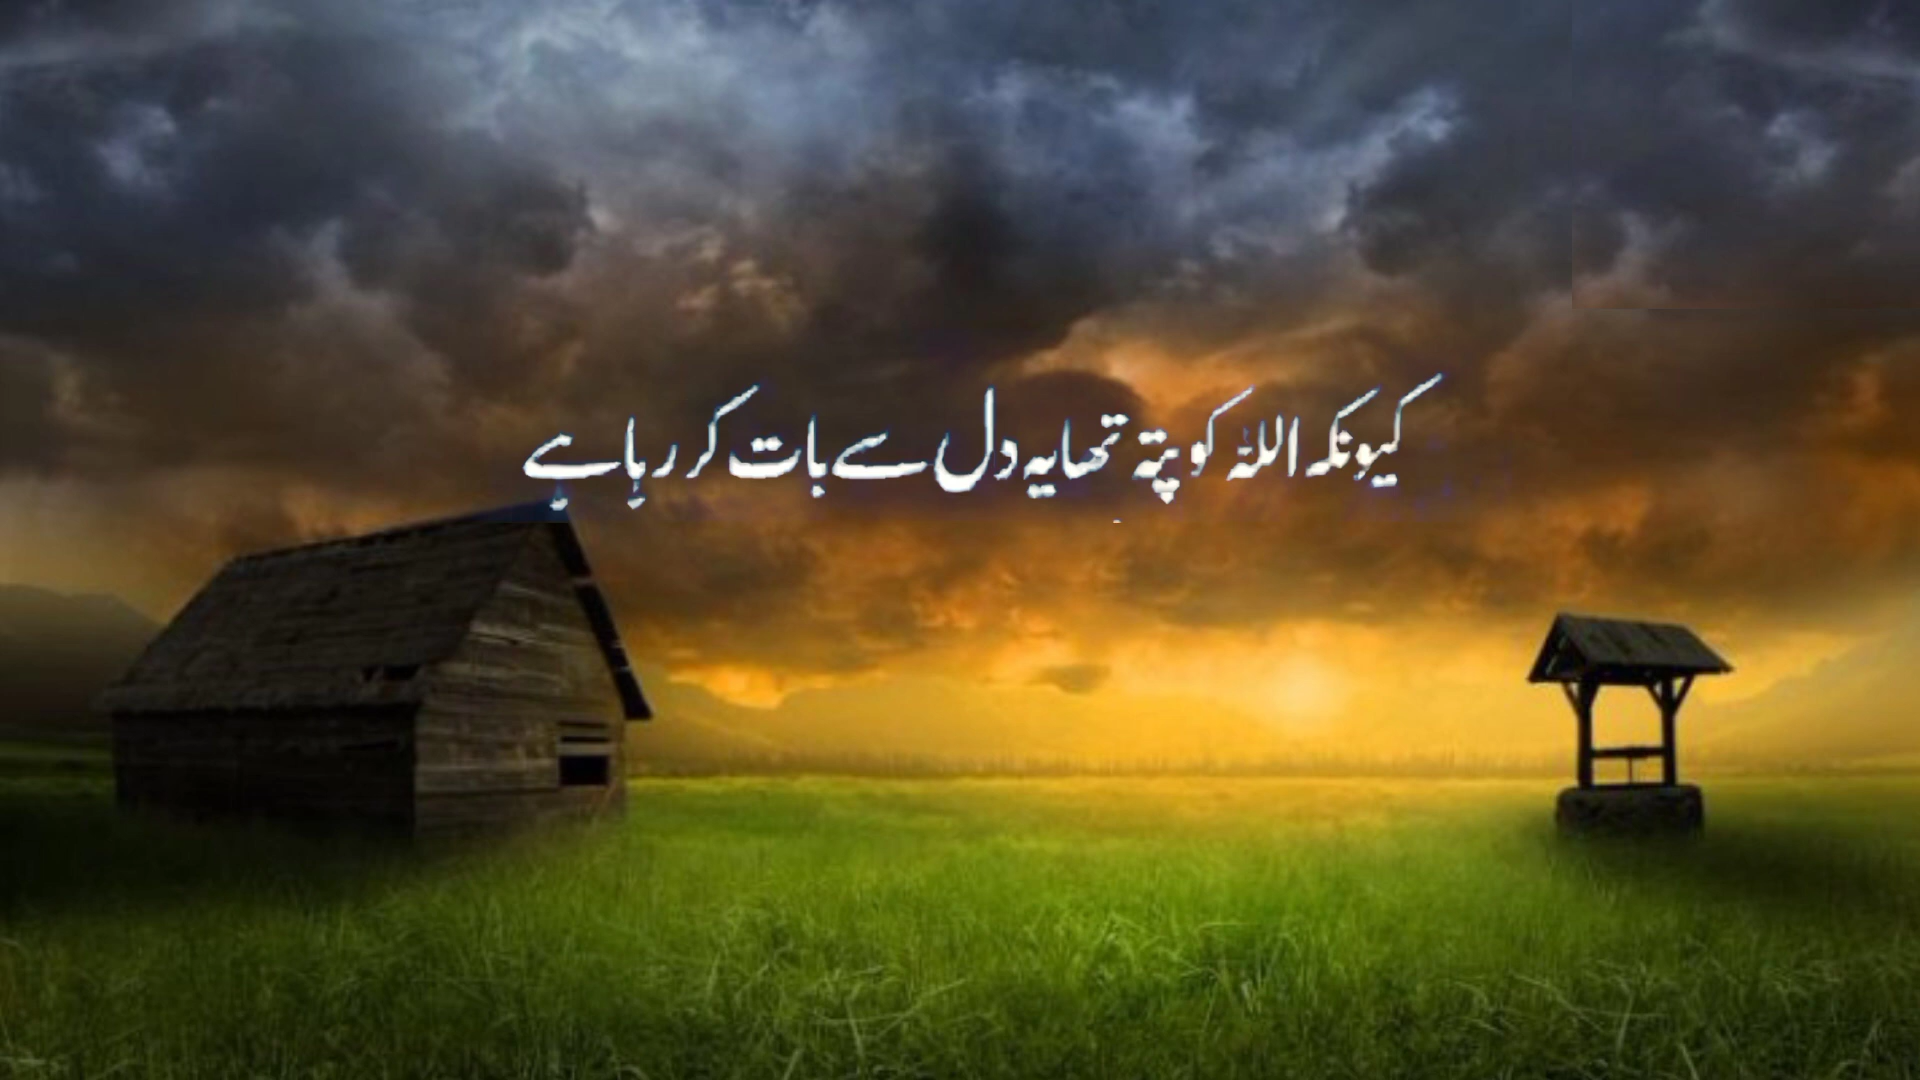 کیونکہ اللہ کو پتہ تھا یہ دل سے بات کر رہا ہے